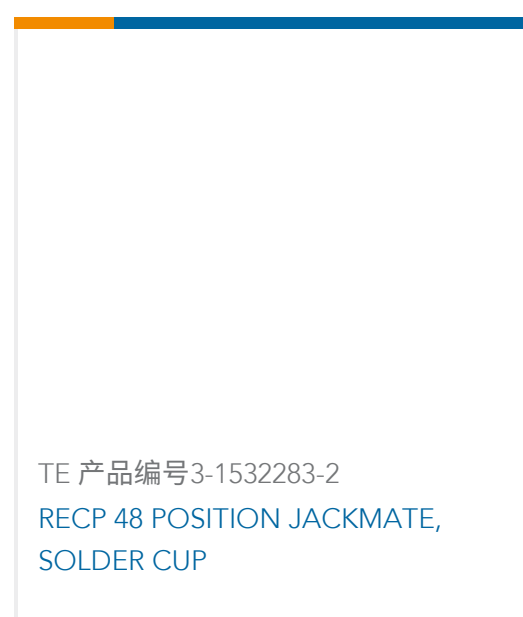 TE 产品编号3-1532283-2
RECP 48 POSITION JACKMATE,
SOLDER CUP